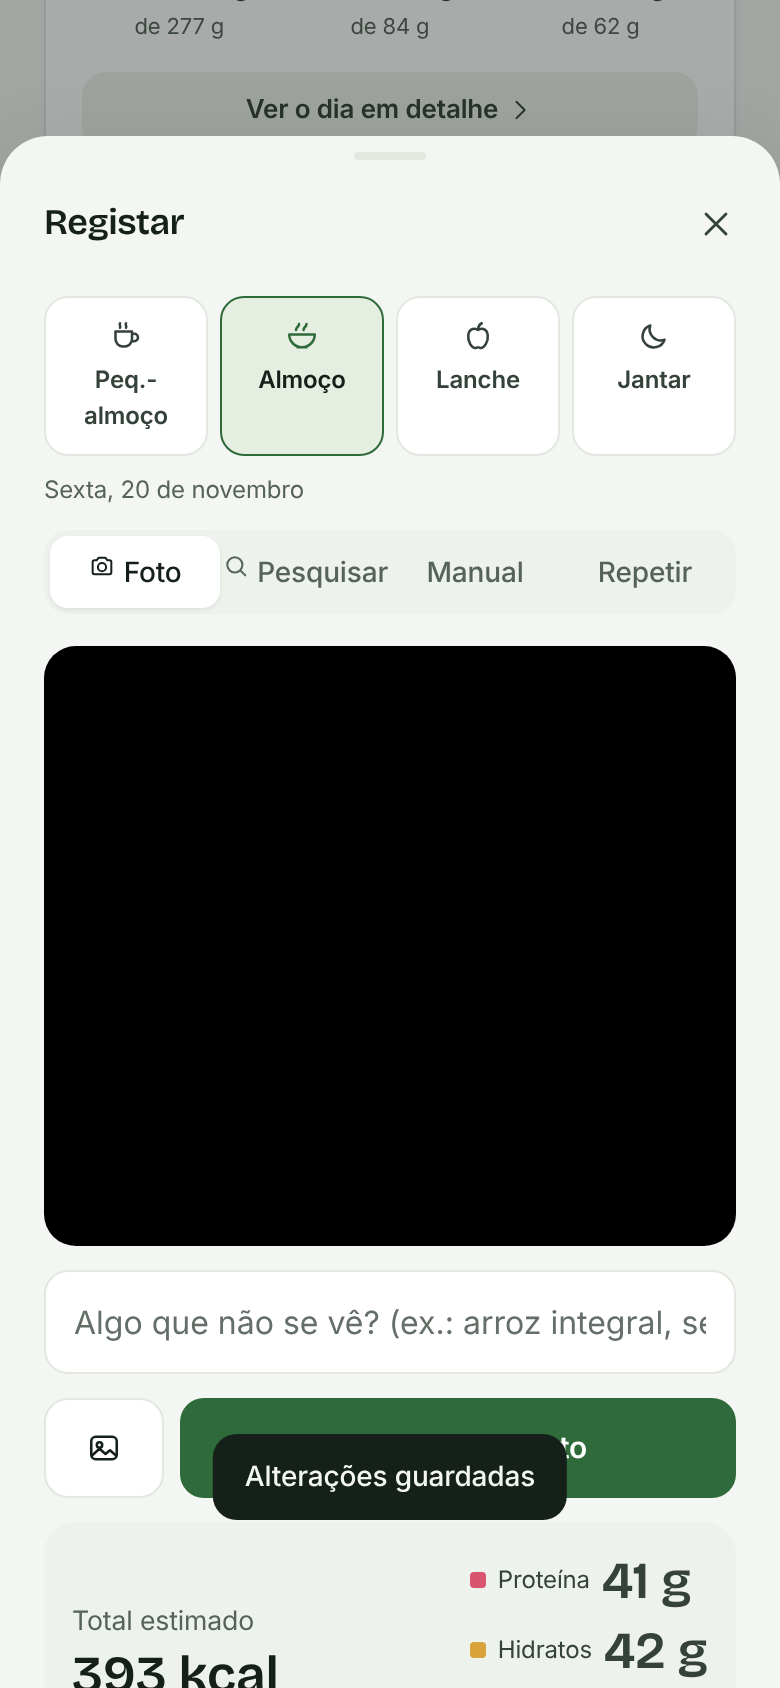 de 277 g
de 84 g
de 62 g
Ver o dia em detalhe
Registar
Peq.-
almoço
Almoço
Lanche
Jantar
Sexta, 20 de novembro
Foto
Pesquisar
Manual
Repetir
Algo que não se vê? (ex.: arroz integral,
Alterações guardadas
Proteína 41 g
Total estimado
Hidratos 42 g
393 kcal